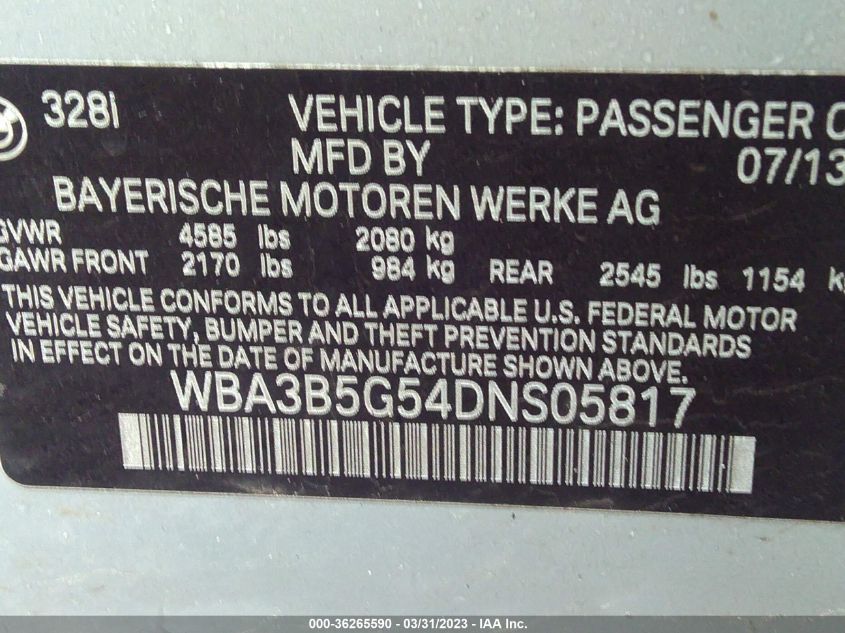 328i
VEHICLE TYPE: PASSENGER C
MFD BY 07/13
BAYERISCHE MOTOREN WERKE AG
GVWR 4585 lbs 2080 kg
GAWR FRONT 2170 lbs 984 kg REAR 2545 lbs 1154 kg
THIS VEHICLE CONFORMS TO ALL APPLICABLE U.S. FEDERAL MOTOR
VEHICLE SAFETY, BUMPER AND THEFT PREVENTION STANDARDS
IN EFFECT ON THE DATE OF MANUFACTURE SHOWN ABOVE.
WBA3B5G54DNS05817
000-36265590 - 03/31/2023 - IAA Inc.